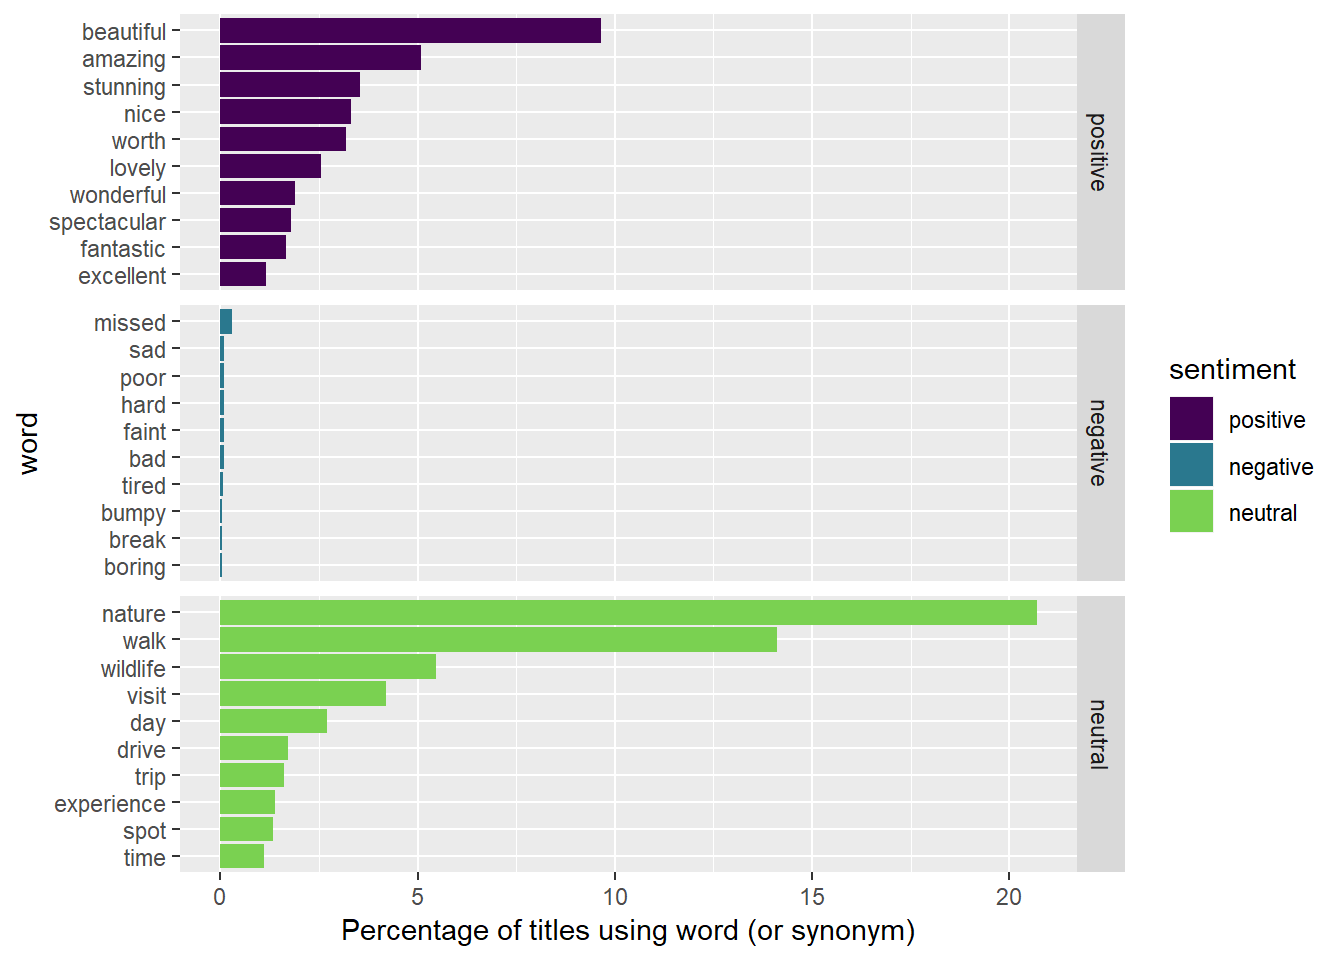 beautiful
amazing
stunning
nice
worth
lovely
wonderful
spectacular
fantastic
excellent
positive
missed
sad
poor
hard
faint
bad
tired
bumpy
break
boring
negative
nature
walk
wildlife
visit
day
drive
trip
experience
spot
time
neutral
0 5 10 15 20
Percentage of titles using word (or synonym)
word
sentiment
positive
negative
neutral